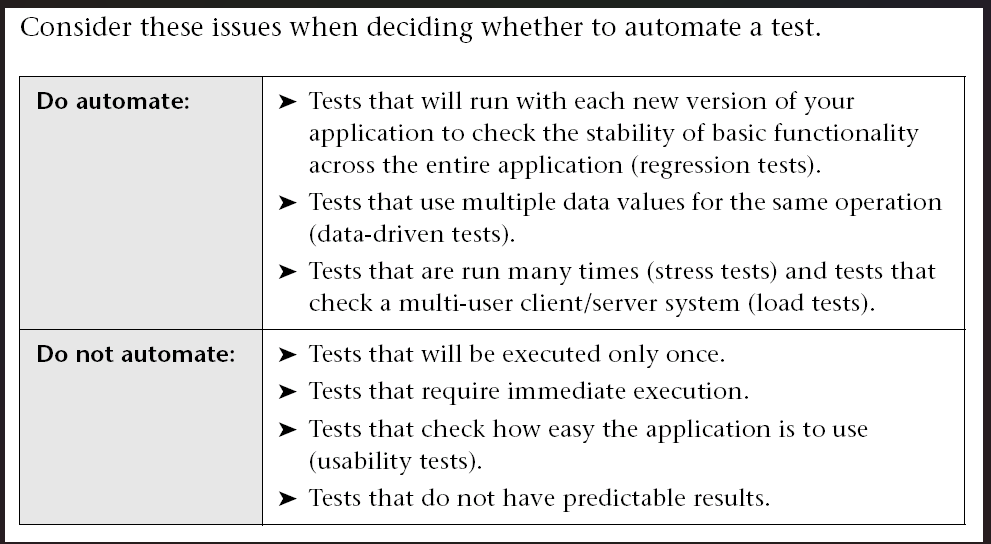 Consider these issues when deciding whether to automate a test.
Do automate:
➤ Tests that will run with each new version of your
application to check the stability of basic functionality
across the entire application (regression tests).
➤ Tests that use multiple data values for the same operation
(data-driven tests).
➤ Tests that are run many times (stress tests) and tests that
check a multi-user client/server system (load tests).
Do not automate:
➤ Tests that will be executed only once.
➤ Tests that require immediate execution.
➤ Tests that check how easy the application is to use
(usability tests).
➤ Tests that do not have predictable results.